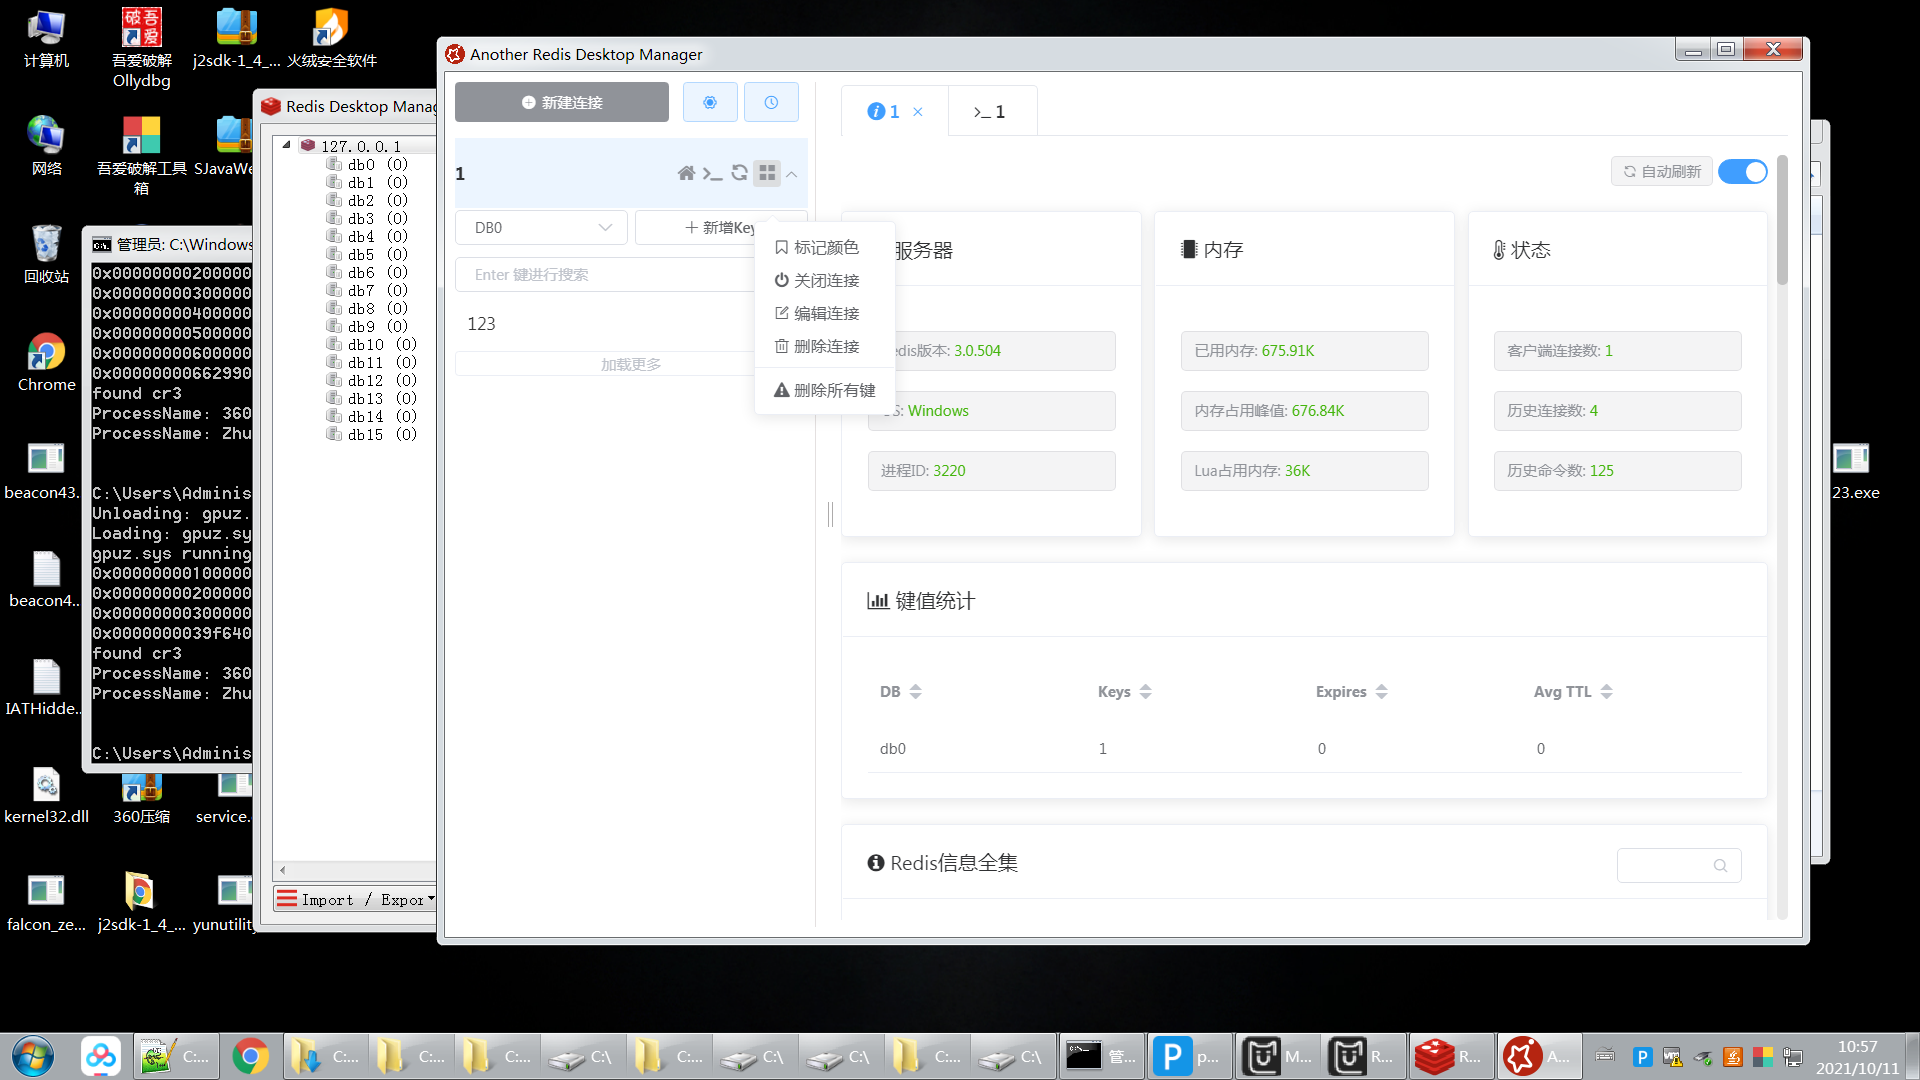 计算机
吾爱破解
Ollydbg
j2sdk-1_4_...
火绒安全软件
网络
吾爱破解工具
箱
SJavaWe
回收站
Chrome
beacon43.
beacon4..
IATHidde..
kernel32.dll
360压缩
service.
falcon_ze...
j2sdk-1_4_...
yunutility
23.exe
管理员: C:\Windows
0x0000000020000
0x0000000030000
0x0000000040000
0x0000000050000
0x0000000060000
0x0000000066299
found cr3
ProcessName: 360
ProcessName: Zhu
C:\Users\Adminis
Unloading: gpuz.
Loading: gpuz.sy
gpuz.sys running
0x0000000010000
0x0000000020000
0x0000000030000
0x0000000039f640
found cr3
ProcessName: 360
ProcessName: Zhu
C:\Users\Adminis
Redis Desktop Manag
127.0.0.1
db0 (0)
db1 (0)
db2 (0)
db3 (0)
db4 (0)
db5 (0)
db6 (0)
db7 (0)
db8 (0)
db9 (0)
db10 (0)
db11 (0)
db12 (0)
db13 (0)
db14 (0)
db15 (0)
Import / Expor
Another Redis Desktop Manager
新建连接
1
DB0
新增Key
Enter 键进行搜索
123
加载更多
标记颜色
关闭连接
编辑连接
删除连接
删除所有键
1
>_ 1
自动刷新
服务器
edis版本: 3.0.504
S: Windows
进程ID: 3220
内存
已用内存: 675.91K
内存占用峰值: 676.84K
Lua占用内存: 36K
状态
客户端连接数: 1
历史连接数: 4
历史命令数: 125
键值统计
DB Keys Expires Avg TTL
db0 1 0 0
Redis信息全集
C:...
C:...
C:...
C:...
C:\
C:...
C:\
C:\
C:...
C:\
管...
p...
M...
R...
R...
A...
10:57
2021/10/11